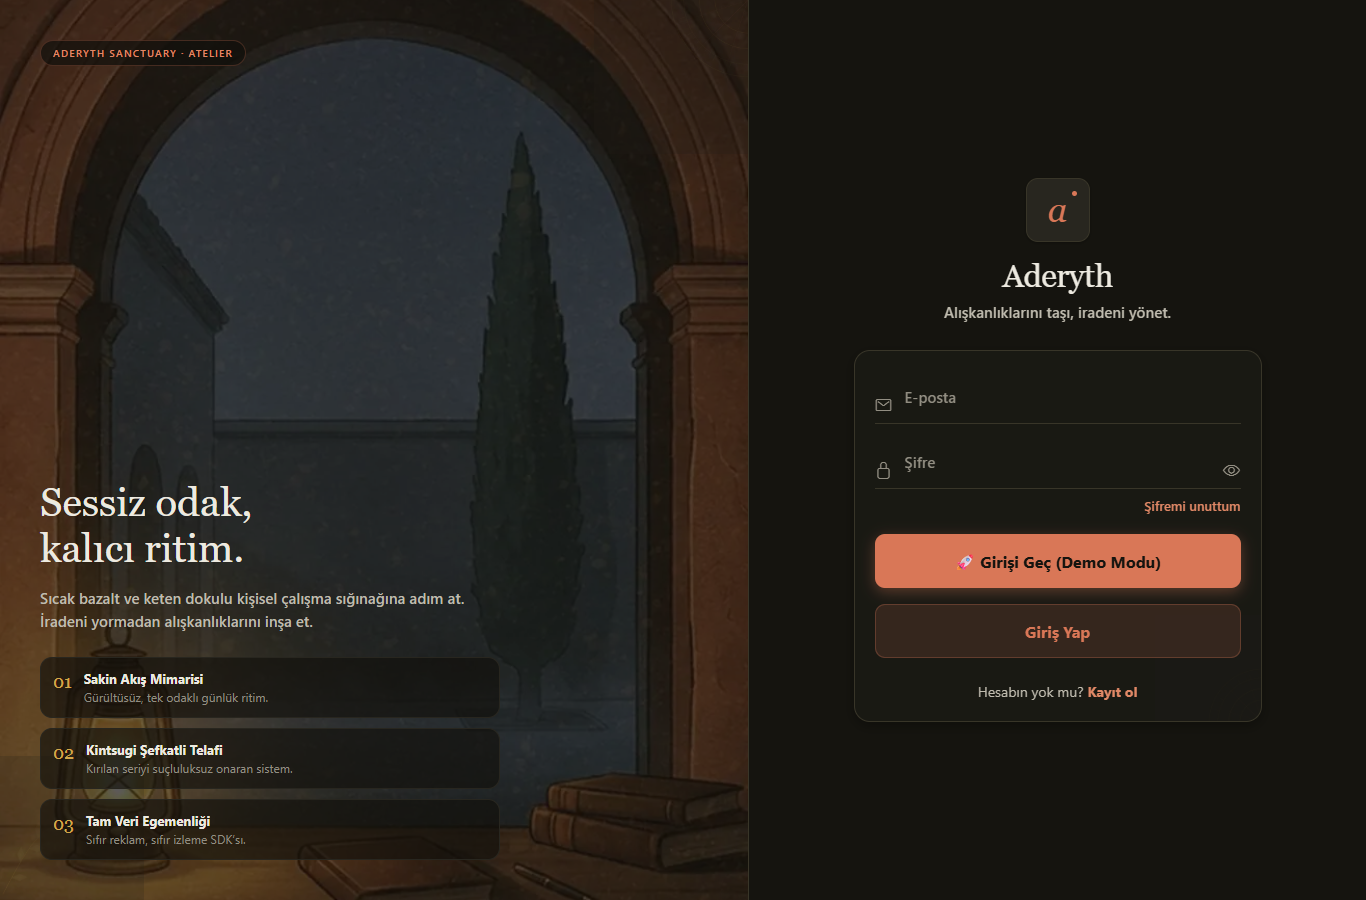 ADERYTH SANCTUARY · ATELIER
Sessiz odak,
kalıcı ritim.
Sıcak bazalt ve keten dokulu kişisel çalışma sığınağına adım at.
İradeni yormadan alışkanlıklarını inşa et.
01 Sakin Akış Mimarisi
Gürültüsüz, tek odaklı günlük ritim.
02 Kintsugi Şefkatli Telafi
Kırılan seriyi suçluluksuz onaran sistem.
03 Tam Veri Egemenliği
Sıfır reklam, sıfır izleme SDK'sı.
a
Aderyth
Alışkanlıklarını taşı, iradeni yönet.
E-posta
Şifre
Şifremi unuttum
🚀 Girişi Geç (Demo Modu)
Giriş Yap
Hesabın yok mu? Kayıt ol